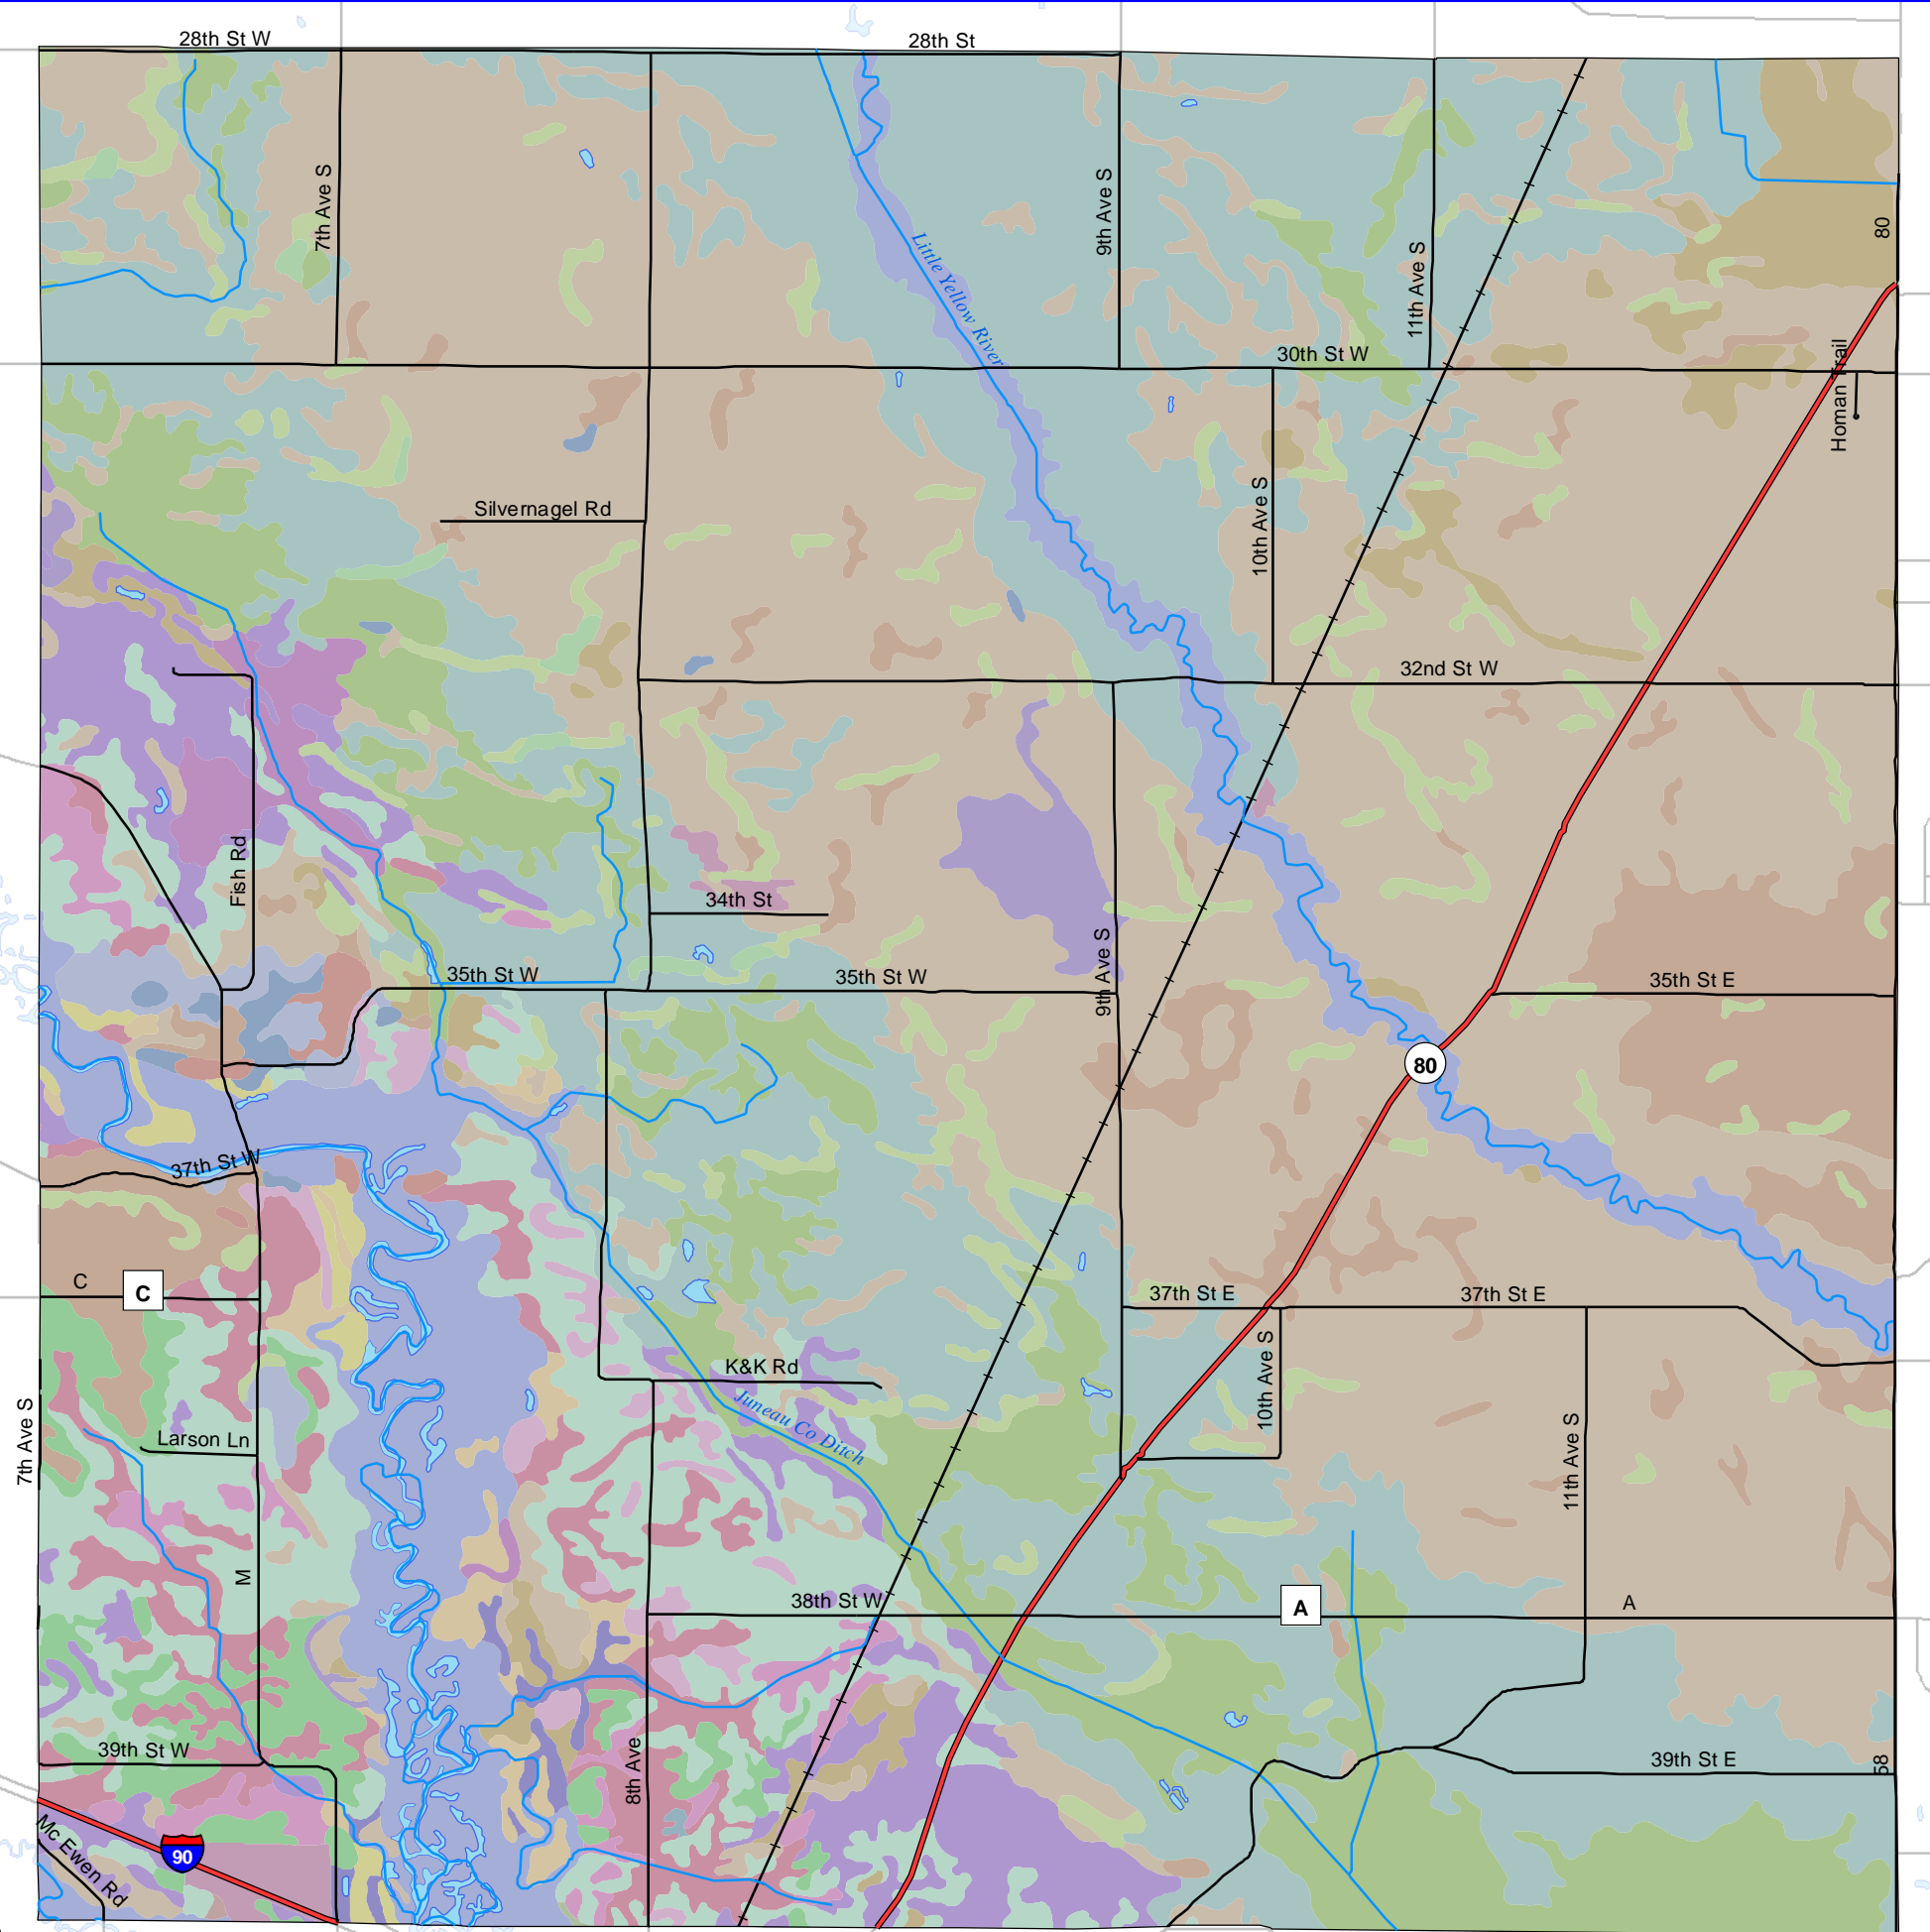 28th St W
28th St
7th Ave S
9th Ave S
11th Ave S
80
Little Yellow River
30th St W
Homan Trail
Silvernagel Rd
10th Ave S
32nd St W
Fish Rd
34th St
35th St W
35th St W
9th Ave S
35th St E
80
37th St W
C
C
37th St E
37th St E
10th Ave S
K&K Rd
Juneau Co Ditch
7th Ave S
Larson Ln
11th Ave S
M
38th St W
A
A
39th St W
8th Ave
39th St E
58
Mc Ewen Rd
90